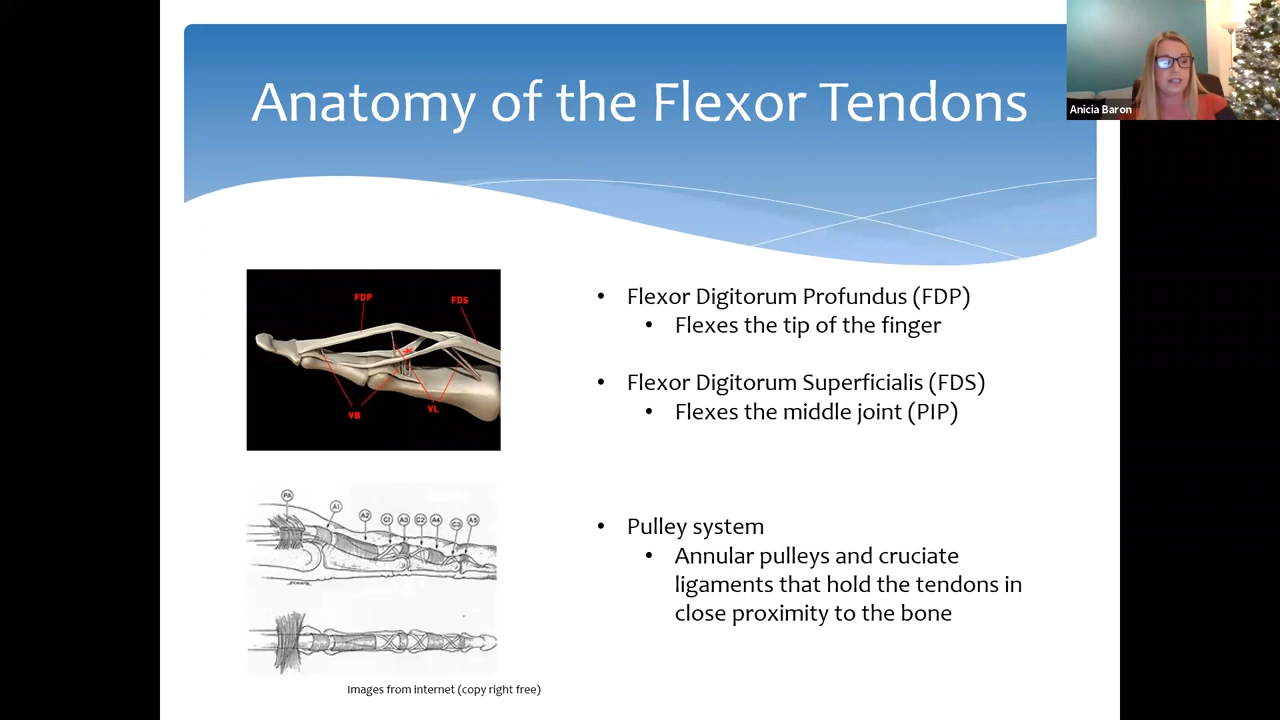 Anatomy of the Flexor Tendons
Anicia Baron
FDP
FDS
VB
VL
• Flexor Digitorum Profundus (FDP)
• Flexes the tip of the finger
• Flexor Digitorum Superficialis (FDS)
• Flexes the middle joint (PIP)
PA
A1
A2
C1
A3
C2
A4
C3
A5
• Pulley system
• Annular pulleys and cruciate
ligaments that hold the tendons in
close proximity to the bone
Images from internet (copy right free)